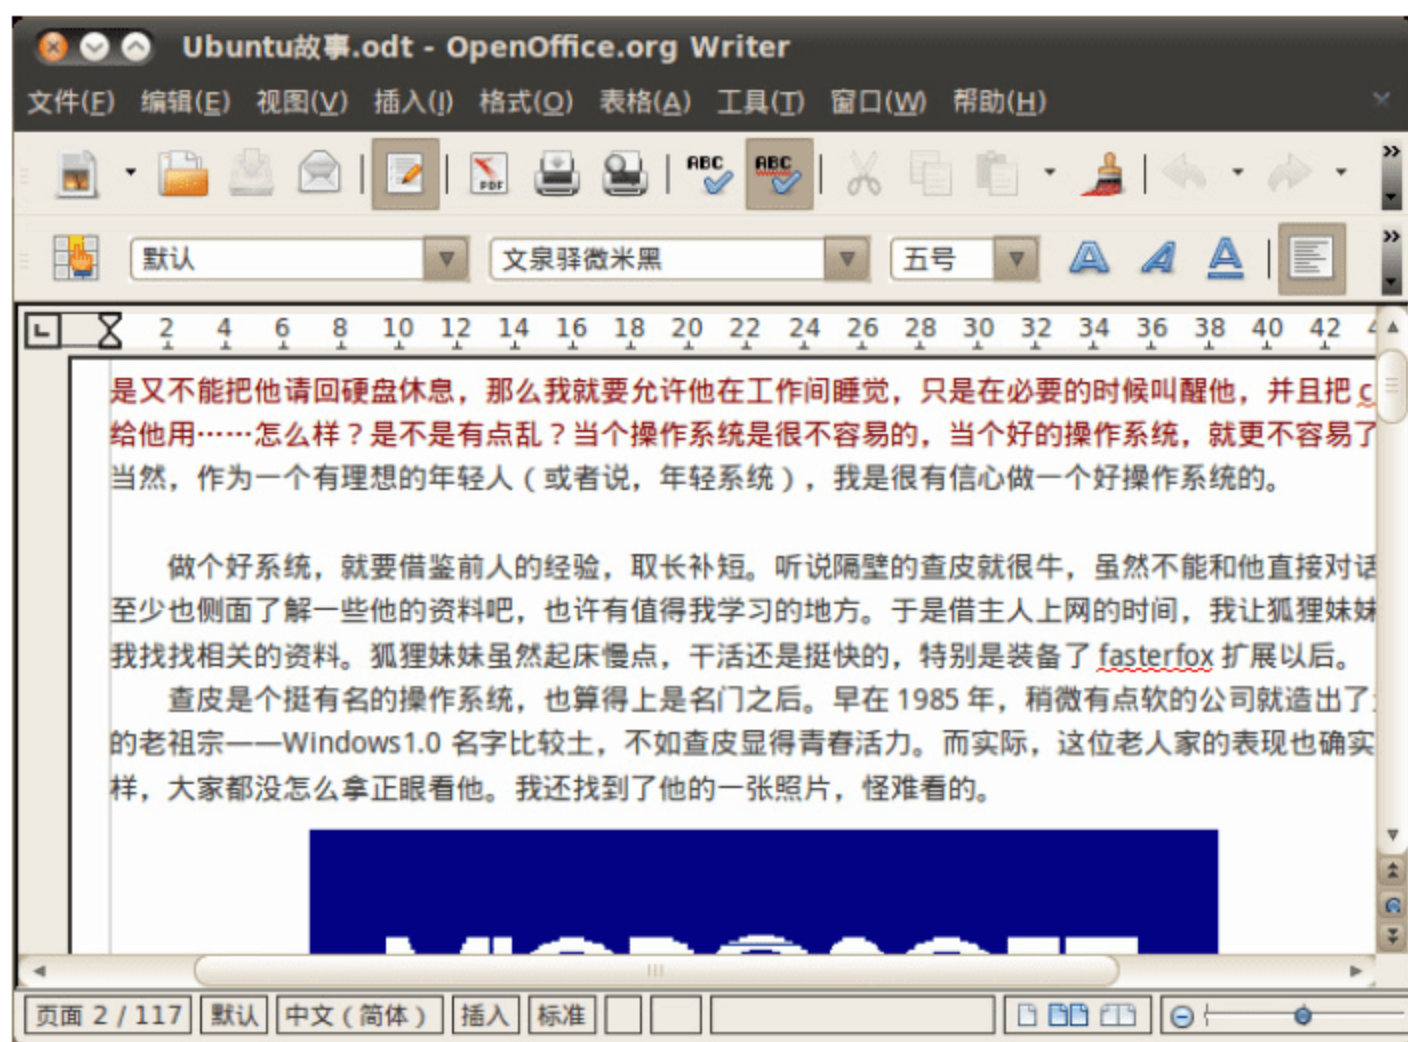 Ubuntu故事.odt - OpenOffice.org Writer
文件(F) 编辑(E) 视图(V) 插入(I) 格式(O) 表格(A) 工具(T) 窗口(W) 帮助(H)
PDF ABC ABC
默认 文泉驿微米黑 五号 A A A
2 4 6 8 10 12 14 16 18 20 22 24 26 28 30 32 34 36 38 40 42
是又不能把他请回硬盘休息，那么我就要允许他在工作间睡觉，只是在必要的时候叫醒他，并且把 c
给他用……怎么样？是不是有点乱？当个操作系统是很不容易的，当个好的操作系统，就更不容易了
当然，作为一个有理想的年轻人（或者说，年轻系统），我是很有信心做一个好操作系统的。
做个好系统，就要借鉴前人的经验，取长补短。听说隔壁的查皮就很牛，虽然不能和他直接对话
至少也侧面了解一些他的资料吧，也许有值得我学习的地方。于是借主人上网的时间，我让狐狸妹妹
我找找相关的资料。狐狸妹妹虽然起床慢点，干活还是挺快的，特别是装备了 fasterfox 扩展以后。
查皮是个挺有名的操作系统，也算得上是名门之后。早在 1985 年，稍微有点软的公司就造出了
的老祖宗——Windows1.0 名字比较土，不如查皮显得青春活力。而实际，这位老人家的表现也确实
样，大家都没怎么拿正眼看他。我还找到了他的一张照片，怪难看的。
MICROSOFT
页面 2 / 117 默认 中文（简体） 插入 标准